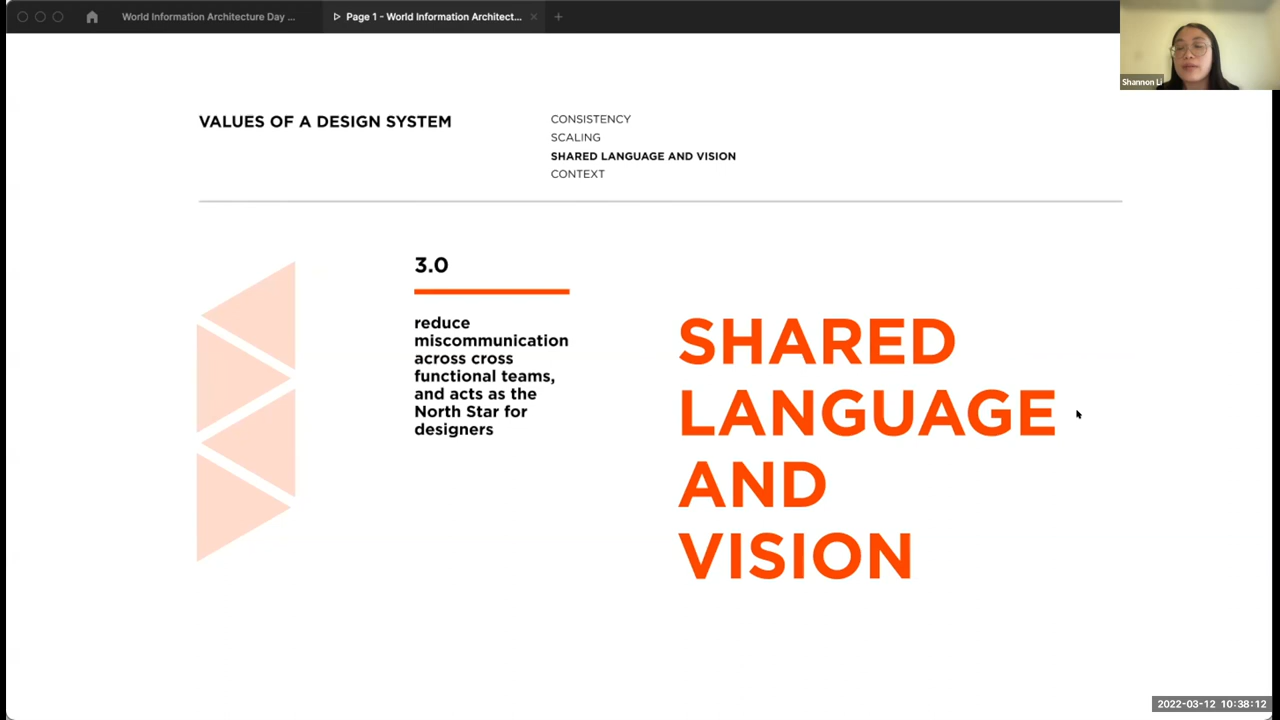 World Information Architecture Day ...
Page 1 - World Information Architect...
Shannon Li
VALUES OF A DESIGN SYSTEM
CONSISTENCY
SCALING
SHARED LANGUAGE AND VISION
CONTEXT
3.0
reduce
miscommunication
across cross
functional teams,
and acts as the
North Star for
designers
SHARED
LANGUAGE
AND
VISION
2022-03-12 10:38:12